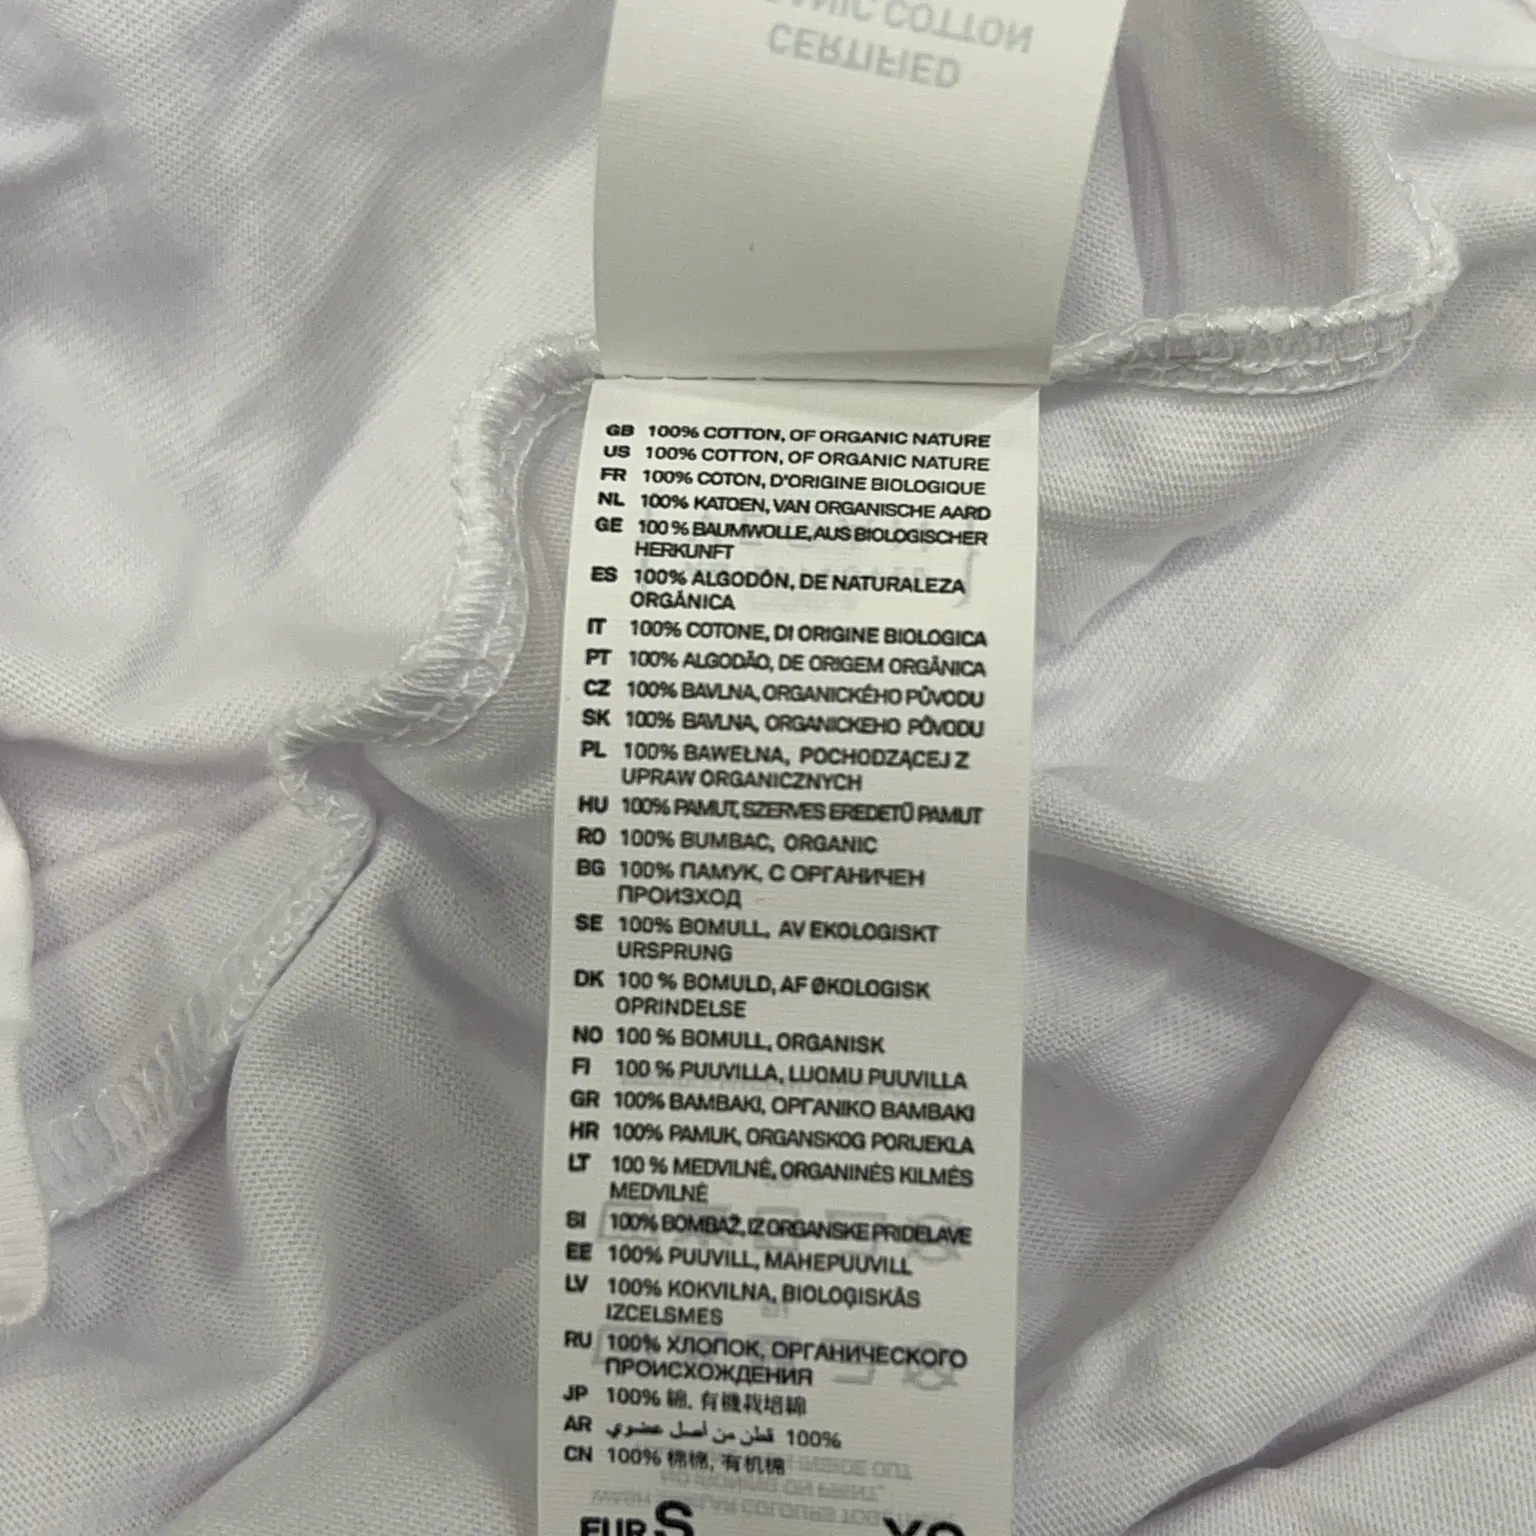 CERTIFIED
COTTON
GB 100% COTTON, OF ORGANIC NATURE
US 100% COTTON, OF ORGANIC NATURE
FR 100% COTON, D'ORIGINE BIOLOGIQUE
NL 100% KATOEN, VAN ORGANISCHE AARD
GE 100 % BAUMWOLLE, AUS BIOLOGISCHER
HERKUNFT
ES 100% ALGODÓN, DE NATURALEZA
ORGÁNICA
IT 100% COTONE, DI ORIGINE BIOLOGICA
PT 100% ALGODÃO, DE ORIGEM ORGÂNICA
CZ 100% BAVLNA, ORGANICKÉHO PŮVODU
SK 100% BAVLNA, ORGANICKEHO PÔVODU
PL 100% BAWEŁNA, POCHODZĄCEJ Z
UPRAW ORGANICZNYCH
HU 100% PAMUT, SZERVES EREDETŰ PAMUT
RO 100% BUMBAC, ORGANIC
BG 100% ПАМУК, С ОРГАНИЧЕН
ПРОИЗХОД
SE 100% BOMULL, AV EKOLOGISKT
URSPRUNG
DK 100 % BOMULD, AF ØKOLOGISK
OPRINDELSE
NO 100 % BOMULL, ORGANISK
FI 100 % PUUVILLA, LUOMU PUUVILLA
GR 100% ΒΑΜΒΑΚΙ, ΟΡΓΑΝΙΚΟ ΒΑΜΒΑΚΙ
HR 100% PAMUK, ORGANSKOG PORIJEKLA
LT 100 % MEDVILNĖ, ORGANINĖS KILMĖS
MEDVILNĖ
SI 100% BOMBAŽ, IZ ORGANSKE PRIDELAVE
EE 100% PUUVILL, MAHEPUUVILL
LV 100% KOKVILNA, BIOLOĢISKĀS
IZCELSMES
RU 100% ХЛОПОК, ОРГАНИЧЕСКОГО
ПРОИСХОЖДЕНИЯ
JP 100% 綿, 有機栽培綿
AR 100% قطن من أصل عضوي
CN 100% 棉棉, 有机棉
EUR S